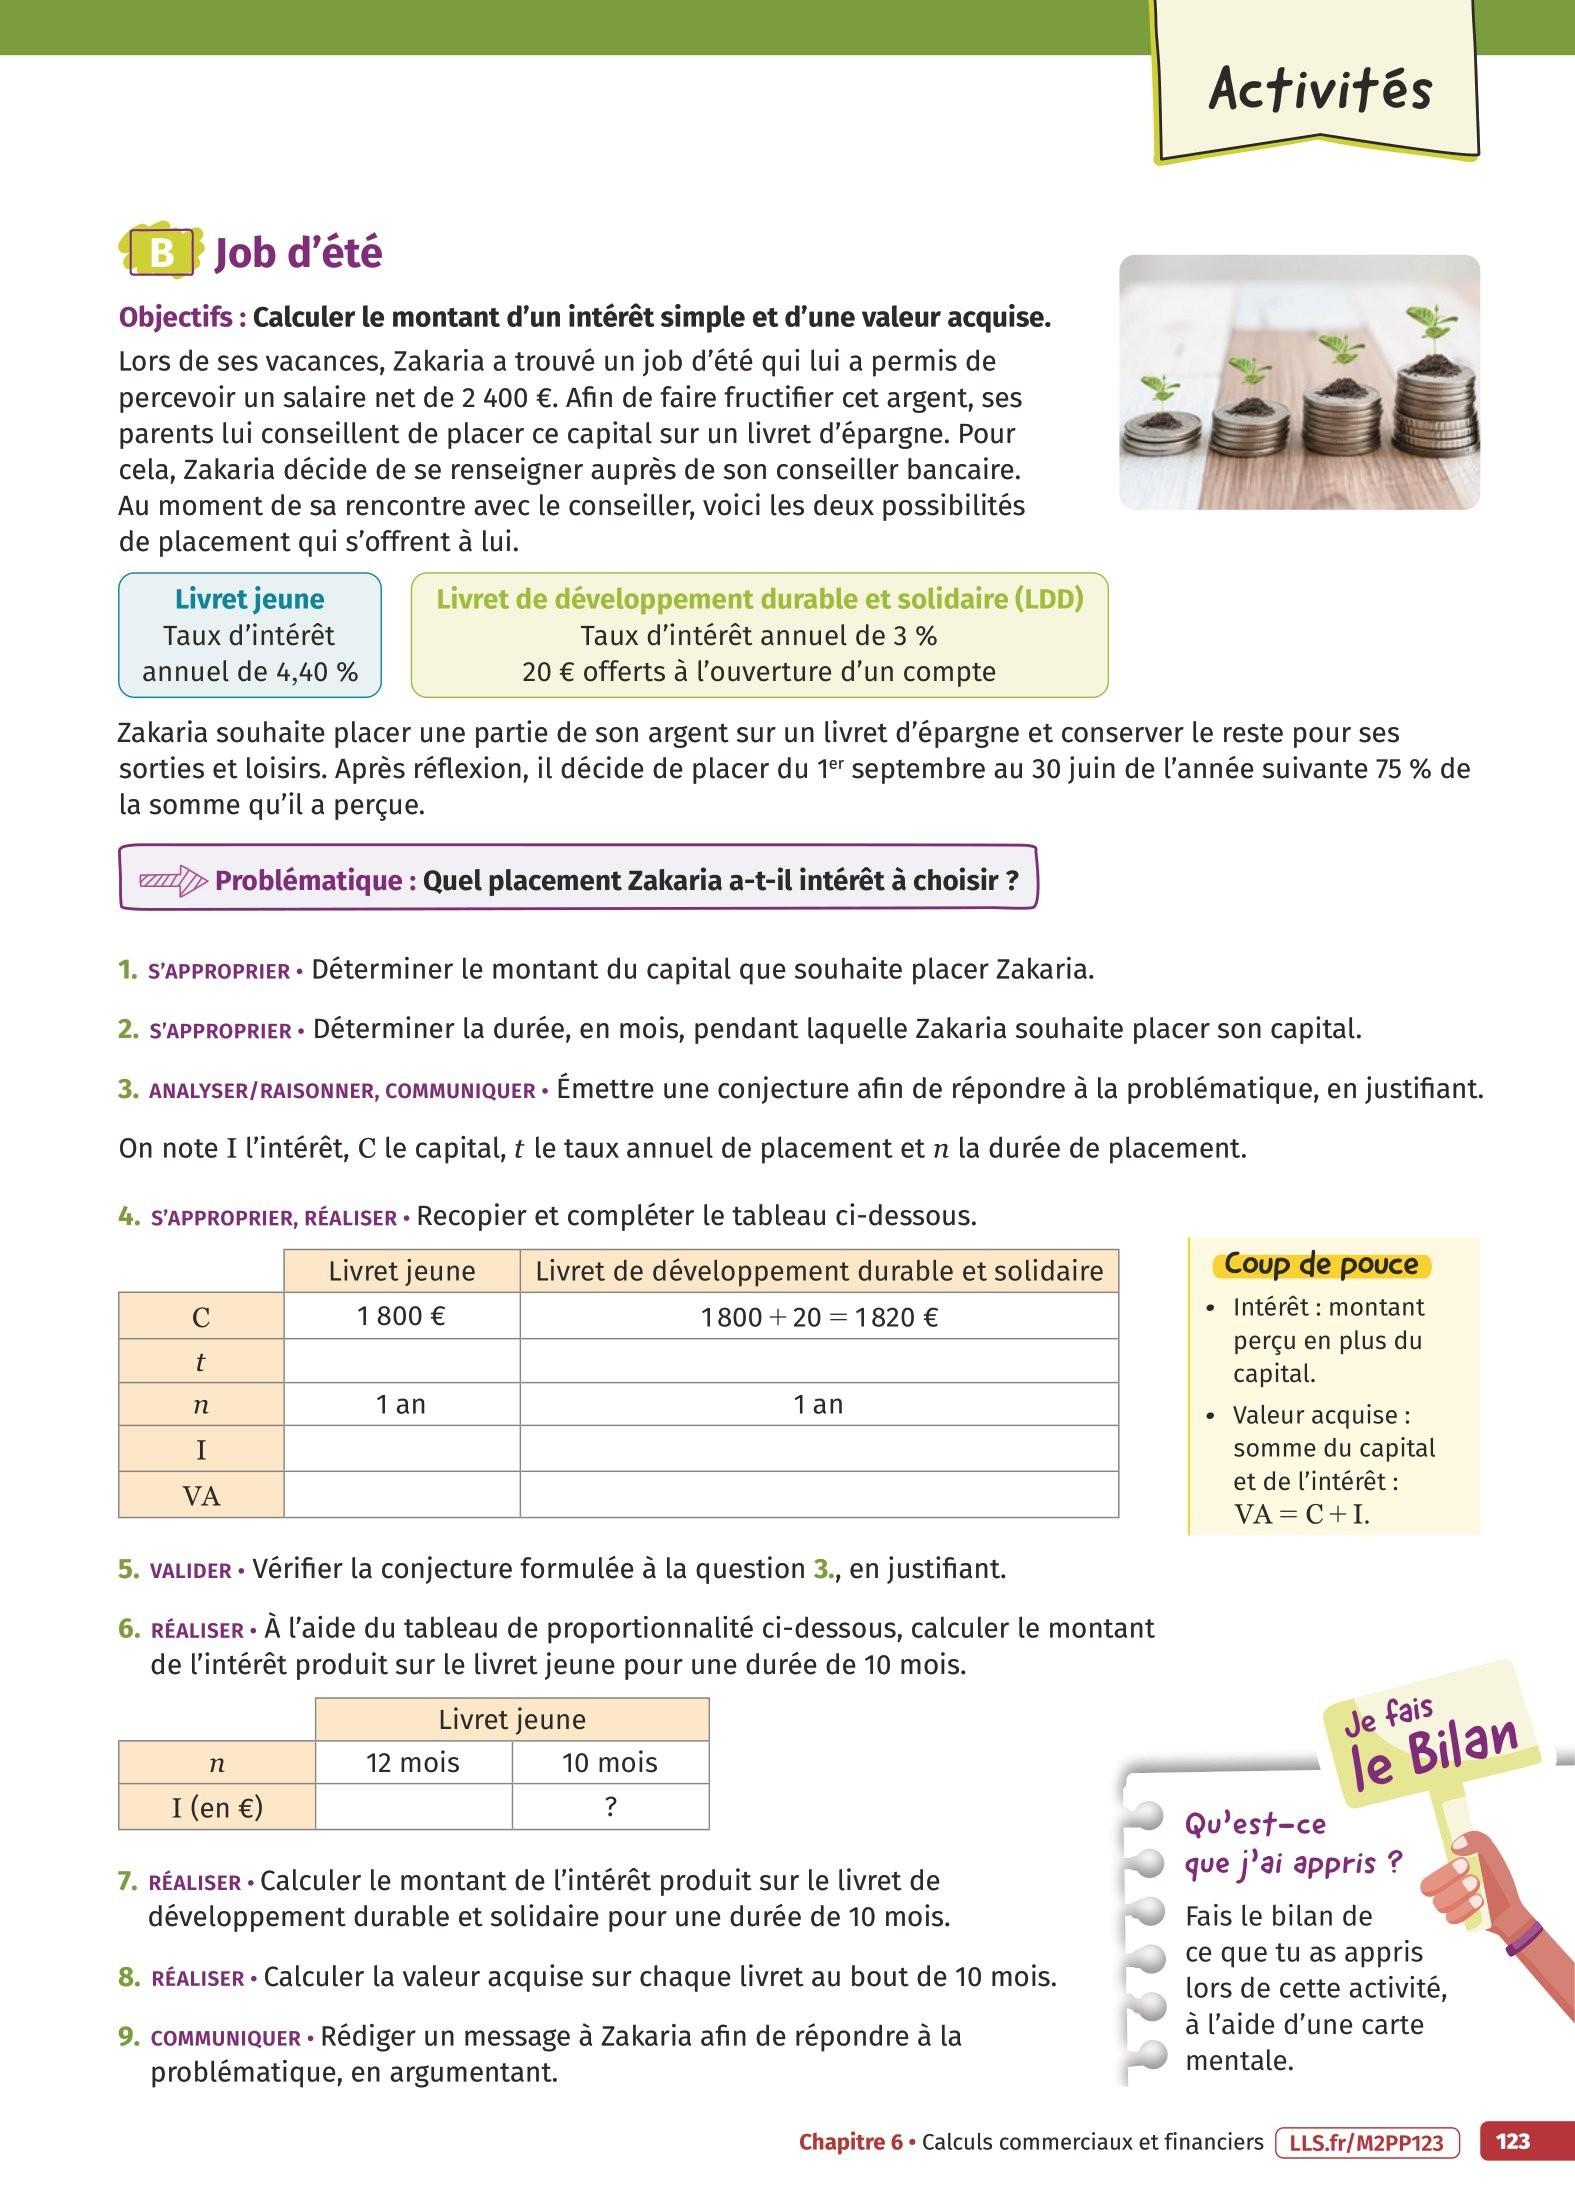 Activités
B Job d'été
Objectifs : Calculer le montant d'un intérêt simple et d'une valeur acquise.
Lors de ses vacances, Zakaria a trouvé un job d'été qui lui a permis de
percevoir un salaire net de 2 400 €. Afin de faire fructifier cet argent, ses
parents lui conseillent de placer ce capital sur un livret d'épargne. Pour
cela, Zakaria décide de se renseigner auprès de son conseiller bancaire.
Au moment de sa rencontre avec le conseiller, voici les deux possibilités
de placement qui s'offrent à lui.
Livret jeune
Taux d'intérêt
annuel de 4,40 %
Livret de développement durable et solidaire (LDD)
Taux d'intérêt annuel de 3 %
20 € offerts à l'ouverture d'un compte
Zakaria souhaite placer une partie de son argent sur un livret d'épargne et conserver le reste pour ses
sorties et loisirs. Après réflexion, il décide de placer du 1er septembre au 30 juin de l'année suivante 75 % de
la somme qu'il a perçue.
Problématique : Quel placement Zakaria a-t-il intérêt à choisir ?
1. S'APPROPRIER • Déterminer le montant du capital que souhaite placer Zakaria.
2. S'APPROPRIER • Déterminer la durée, en mois, pendant laquelle Zakaria souhaite placer son capital.
3. ANALYSER/RAISONNER, COMMUNIQUER • Émettre une conjecture afin de répondre à la problématique, en justifiant.
On note I l'intérêt, C le capital, t le taux annuel de placement et n la durée de placement.
4. S'APPROPRIER, RÉALISER • Recopier et compléter le tableau ci-dessous.
Livret jeune Livret de développement durable et solidaire
C 1 800 € 1 800 + 20 = 1 820 €
t
n 1 an 1 an
I
VA
Coup de pouce
• Intérêt : montant
perçu en plus du
capital.
• Valeur acquise :
somme du capital
et de l'intérêt :
VA = C + I.
5. VALIDER • Vérifier la conjecture formulée à la question 3., en justifiant.
6. RÉALISER • À l'aide du tableau de proportionnalité ci-dessous, calculer le montant
de l'intérêt produit sur le livret jeune pour une durée de 10 mois.
Livret jeune
n 12 mois 10 mois
I (en €) ?
7. RÉALISER • Calculer le montant de l'intérêt produit sur le livret de
développement durable et solidaire pour une durée de 10 mois.
8. RÉALISER • Calculer la valeur acquise sur chaque livret au bout de 10 mois.
9. COMMUNIQUER • Rédiger un message à Zakaria afin de répondre à la
problématique, en argumentant.
Je fais
le Bilan
Qu'est-ce
que j'ai appris ?
Fais le bilan de
ce que tu as appris
lors de cette activité,
à l'aide d'une carte
mentale.
Chapitre 6 • Calculs commerciaux et financiers LLS.fr/M2PP123 123